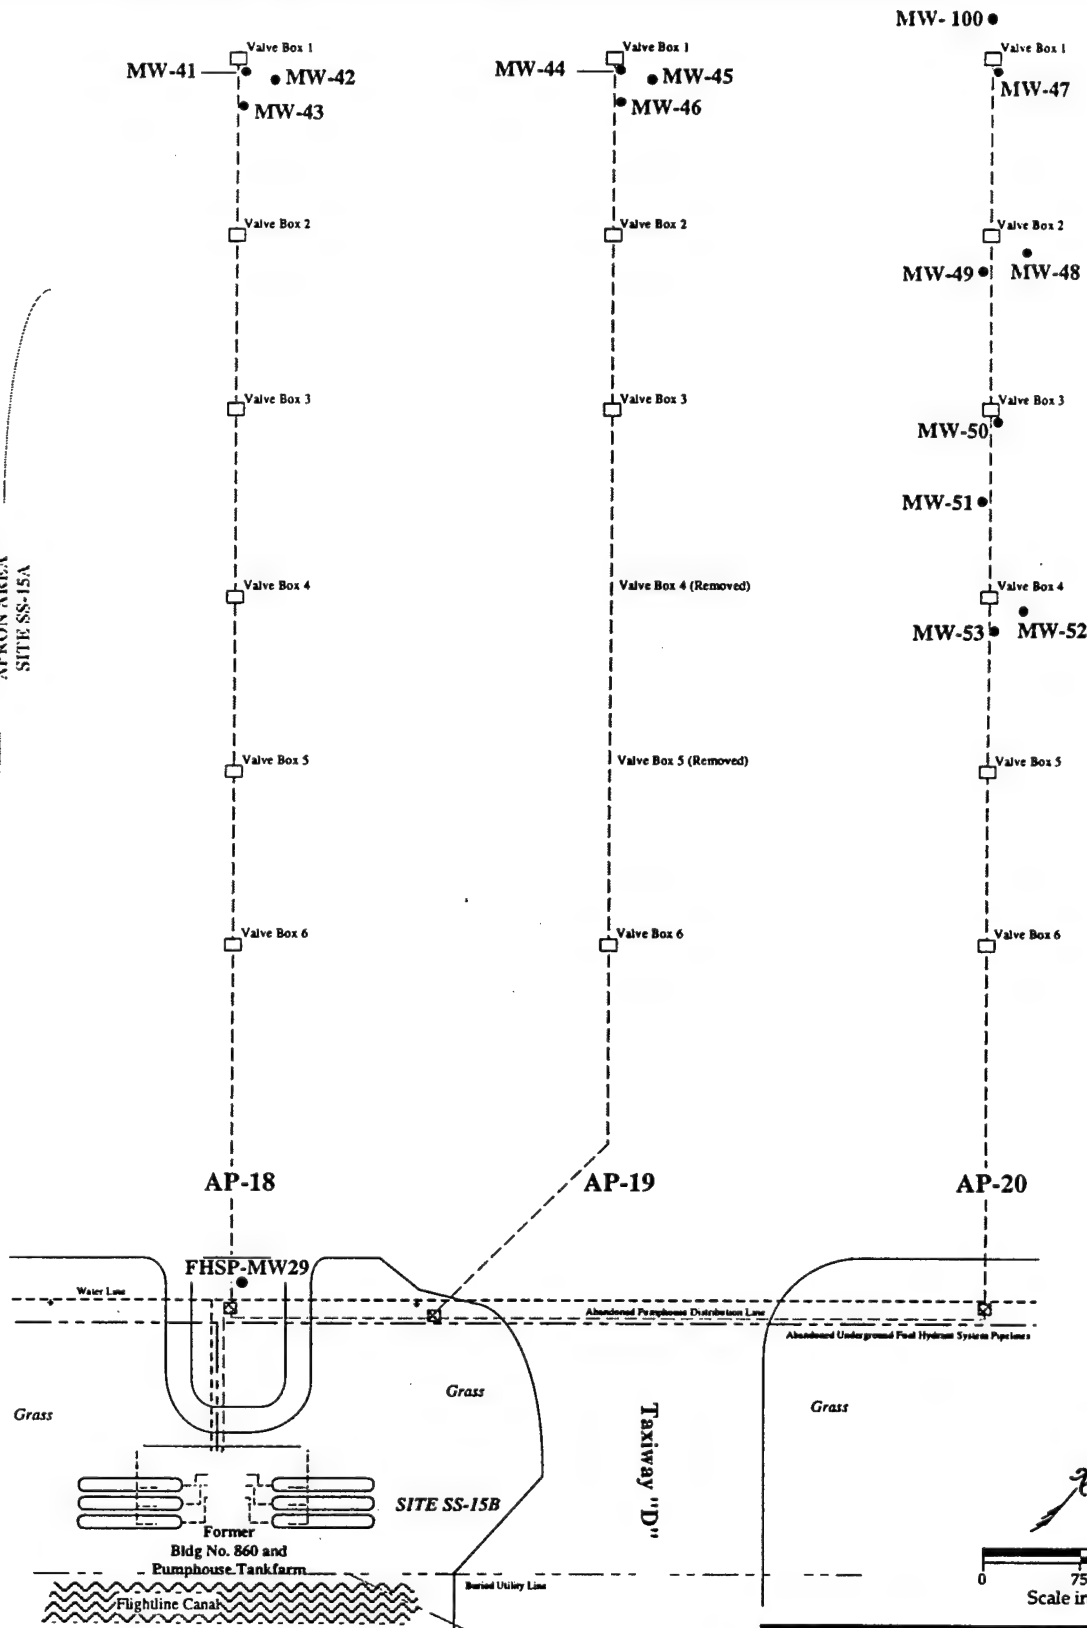 MW- 100
Valve Box 1
Valve Box 1
Valve Box 1
MW-41
MW-42
MW-44
MW-45
MW-47
MW-43
MW-46
Valve Box 2
Valve Box 2
Valve Box 2
MW-49
MW-48
Valve Box 3
Valve Box 3
Valve Box 3
MW-50
MW-51
AREA
SITE SS-15A
Valve Box 4
Valve Box 4 (Removed)
Valve Box 4
MW-53
MW-52
Valve Box 5
Valve Box 5 (Removed)
Valve Box 5
Valve Box 6
Valve Box 6
Valve Box 6
AP-18
AP-19
AP-20
FHSP-MW29
Water Line
Abandoned Pumphouse Distribution Line
Abandoned Underground Fuel Hydrant System Pipelines
Grass
Grass
Grass
Taxiway "D"
SITE SS-15B
Former
Bldg No. 860 and
Pumphouse Tankfarm
Buried Utility Line
Flightline Canal
0 75
Scale in